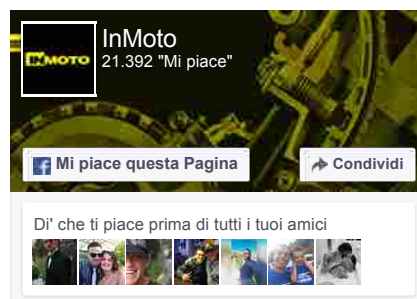 InMoto
INMOTO
21.392 "Mi piace"
Mi piace questa Pagina
Condividi
Di' che ti piace prima di tutti i tuoi amici